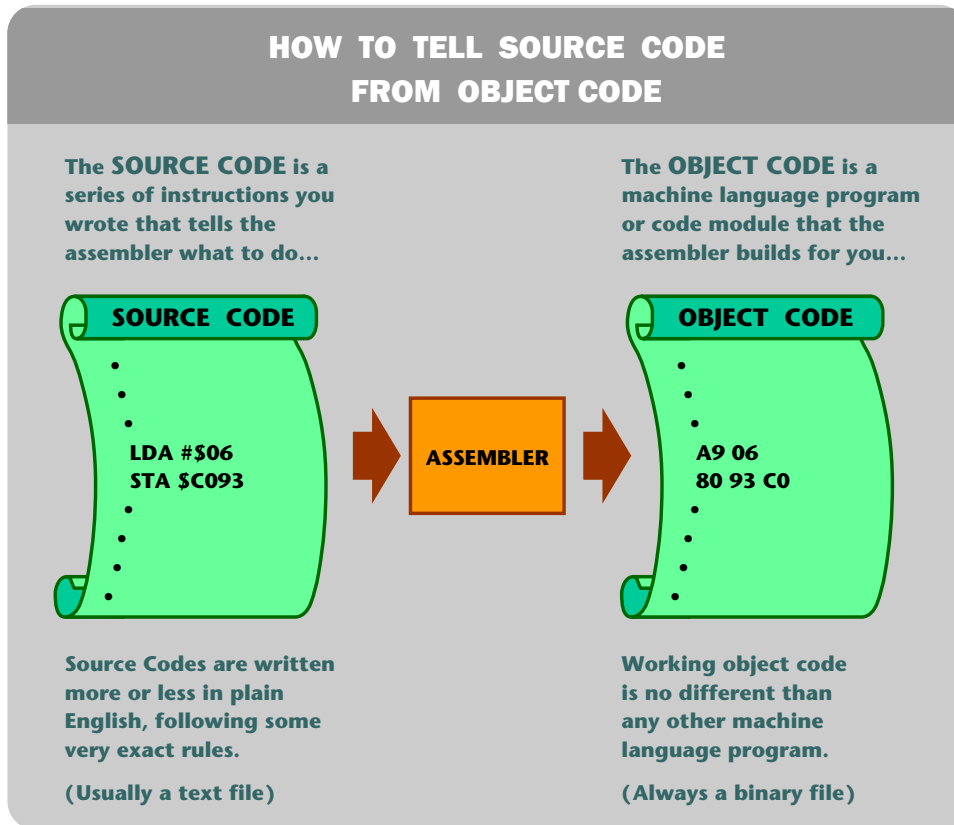 HOW TO TELL SOURCE CODE
FROM OBJECT CODE
The SOURCE CODE is a
series of instructions you
wrote that tells the
assembler what to do...
SOURCE CODE
LDA #$06
STA $C093
Source Codes are written
more or less in plain
English, following some
very exact rules.
(Usually a text file)
ASSEMBLER
The OBJECT CODE is a
machine language program
or code module that the
assembler builds for you...
OBJECT CODE
A9 06
80 93 C0
Working object code
is no different than
any other machine
language program.
(Always a binary file)